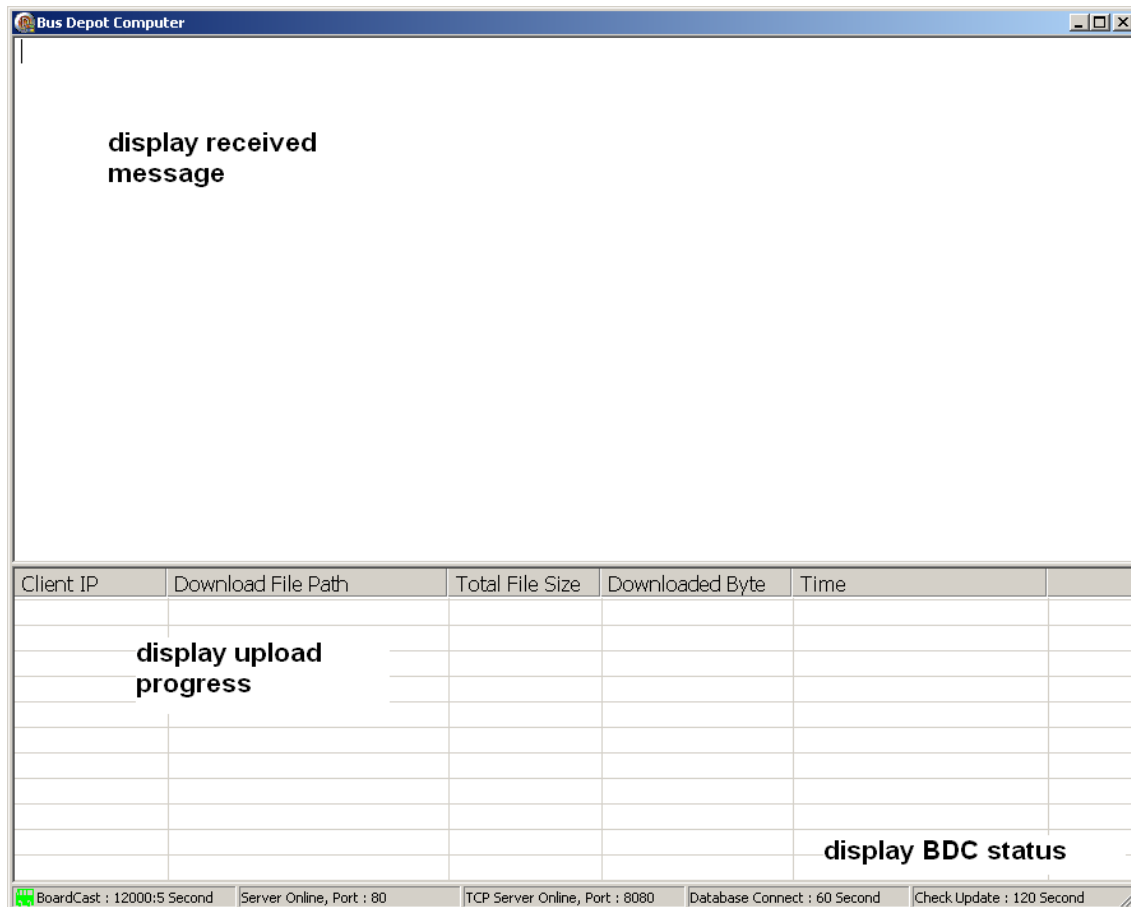 Bus Depot Computer
display received
message
Client IP Download File Path Total File Size Downloaded Byte Time
display upload
progress
display BDC status
BoardCast : 12000:5 Second Server Online, Port : 80 TCP Server Online, Port : 8080 Database Connect : 60 Second Check Update : 120 Second